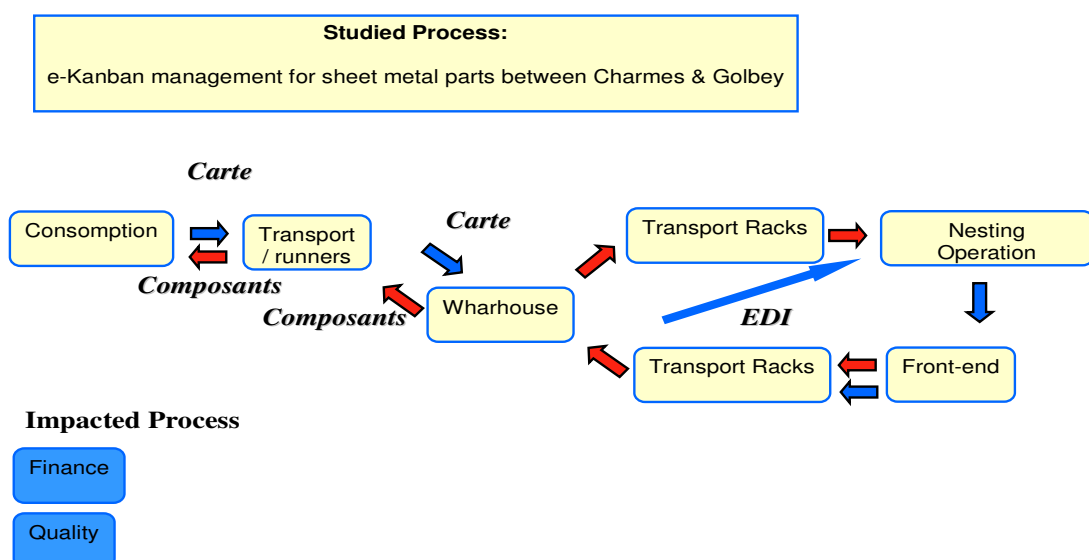 Studied Process:
e-Kanban management for sheet metal parts between Charmes & Golbey
Carte
Consomption
Transport
/ runners
Carte
Transport Racks
Nesting
Operation
Composants
Composants
Wharhouse
EDI
Transport Racks
Front-end
Impacted Process
Finance
Quality